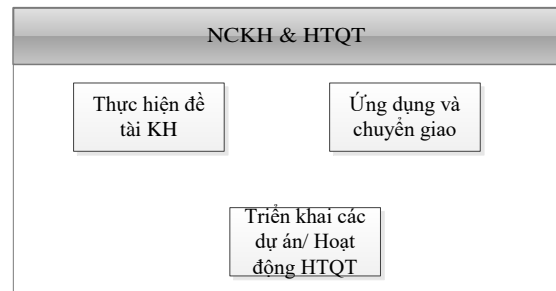 NCKH & HTQT
Thực hiện đề
tài KH
Ứng dụng và
chuyển giao
Triển khai các
dự án/ Hoạt
động HTQT